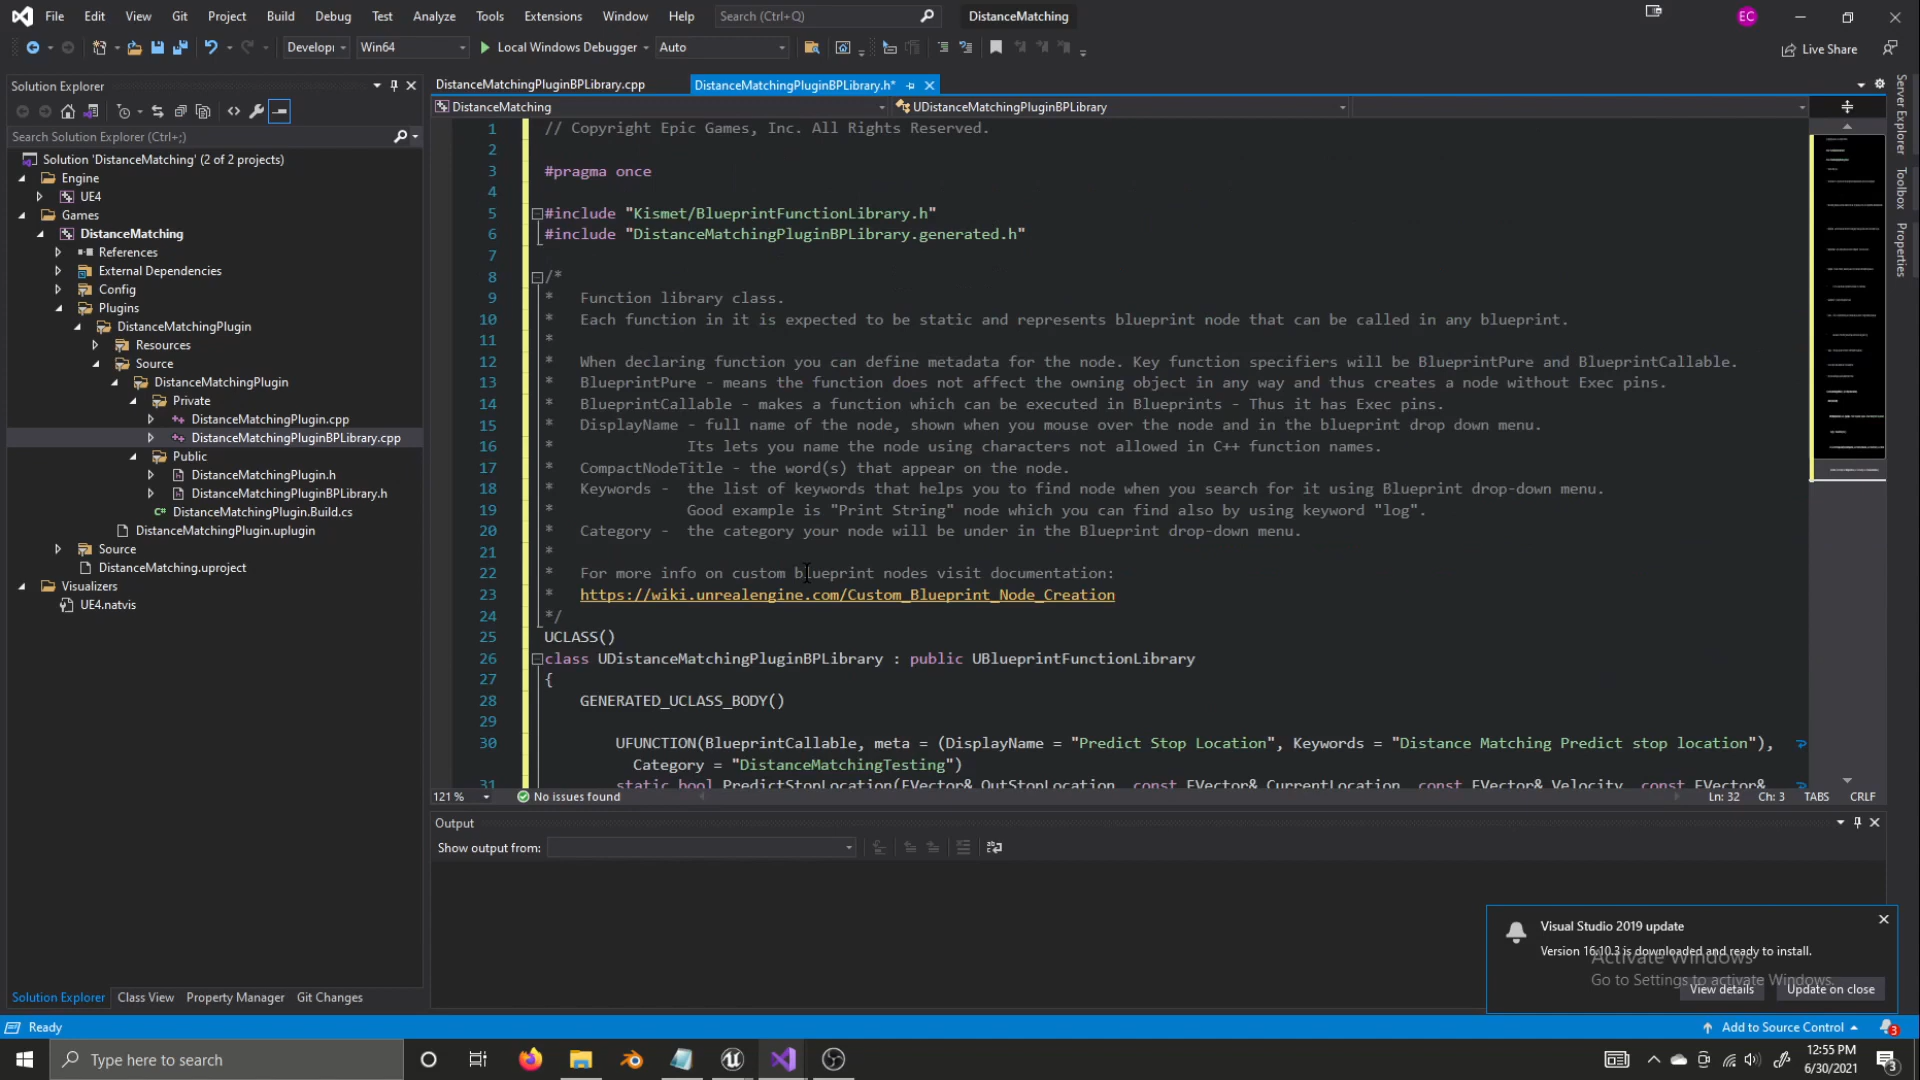 File Edit View Git Project Build Debug Test Analyze Tools Extensions Window Help Search (Ctrl+Q) DistanceMatching EC
Developi Win64 Local Windows Debugger Auto Live Share
Solution Explorer
Search Solution Explorer (Ctrl+;)
Solution 'DistanceMatching' (2 of 2 projects)
Engine
UE4
Games
DistanceMatching
References
External Dependencies
Config
Plugins
DistanceMatchingPlugin
Resources
Source
DistanceMatchingPlugin
Private
DistanceMatchingPlugin.cpp
DistanceMatchingPluginBPLibrary.cpp
Public
DistanceMatchingPlugin.h
DistanceMatchingPluginBPLibrary.h
DistanceMatchingPlugin.Build.cs
DistanceMatchingPlugin.uplugin
Source
DistanceMatching.uproject
Visualizers
UE4.natvis
Solution Explorer Class View Property Manager Git Changes
DistanceMatchingPluginBPLibrary.cpp DistanceMatchingPluginBPLibrary.h*
DistanceMatching UDistanceMatchingPluginBPLibrary
1 // Copyright Epic Games, Inc. All Rights Reserved.
2
3 #pragma once
4
5 #include "Kismet/BlueprintFunctionLibrary.h"
6 #include "DistanceMatchingPluginBPLibrary.generated.h"
7
8 /*
9 * Function library class.
10 * Each function in it is expected to be static and represents blueprint node that can be called in any blueprint.
11 *
12 * When declaring function you can define metadata for the node. Key function specifiers will be BlueprintPure and BlueprintCallable.
13 * BlueprintPure - means the function does not affect the owning object in any way and thus creates a node without Exec pins.
14 * BlueprintCallable - makes a function which can be executed in Blueprints - Thus it has Exec pins.
15 * DisplayName - full name of the node, shown when you mouse over the node and in the blueprint drop down menu.
16 * Its lets you name the node using characters not allowed in C++ function names.
17 * CompactNodeTitle - the word(s) that appear on the node.
18 * Keywords - the list of keywords that helps you to find node when you search for it using Blueprint drop-down menu.
19 * Good example is "Print String" node which you can find also by using keyword "log".
20 * Category - the category your node will be under in the Blueprint drop-down menu.
21 *
22 * For more info on custom blueprint nodes visit documentation:
23 * https://wiki.unrealengine.com/Custom_Blueprint_Node_Creation
24 */
25 UCLASS()
26 class UDistanceMatchingPluginBPLibrary : public UBlueprintFunctionLibrary
27 {
28 GENERATED_UCLASS_BODY()
29
30 UFUNCTION(BlueprintCallable, meta = (DisplayName = "Predict Stop Location", Keywords = "Distance Matching Predict stop location"),
Category = "DistanceMatchingTesting")
31 static bool PredictStopLocation(FVector& OutStopLocation, const FVector& CurrentLocation, const FVector& Velocity, const FVector&
121 % No issues found Ln: 32 Ch: 3 TABS CRLF
Output
Show output from:
Server Explorer
Toolbox
Properties
Visual Studio 2019 update
Version 16.10.3 is downloaded and ready to install.
Activate Windows
Go to Settings to activate Windows.
View details Update on close
Ready Add to Source Control 3
Type here to search
12:55 PM
6/30/2021
3